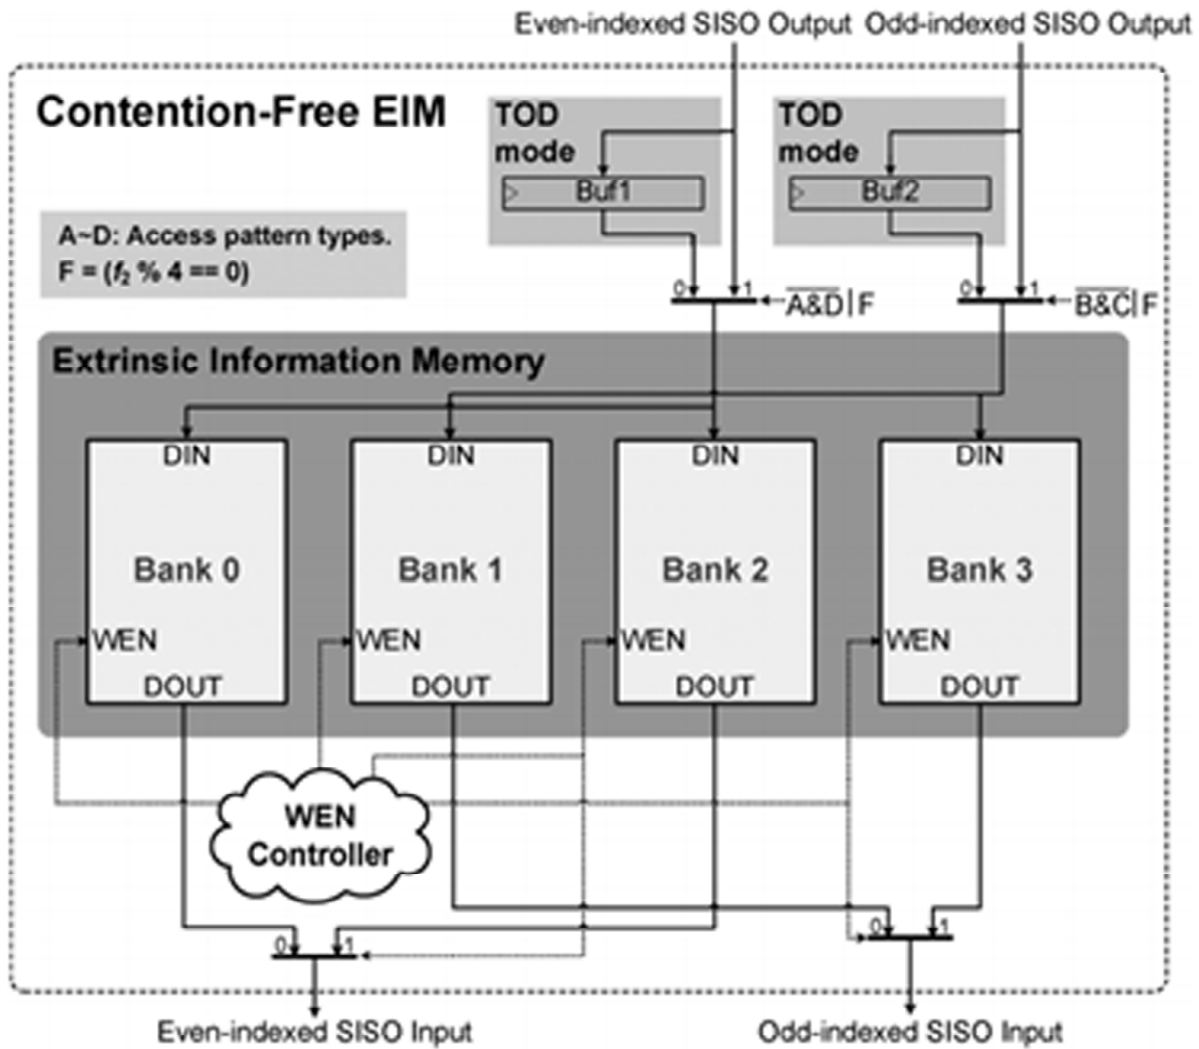 Even-indexed SISO Output Odd-indexed SISO Output
Contention-Free EIM
TOD
mode
Buf1
TOD
mode
Buf2
A~D: Access pattern types.
F = (f₂ % 4 == 0)
0 1
A&D|F
0 1
B&C|F
Extrinsic Information Memory
DIN
DIN
DIN
DIN
Bank 0
Bank 1
Bank 2
Bank 3
WEN
WEN
WEN
WEN
DOUT
DOUT
DOUT
DOUT
WEN
Controller
0 1
0 1
Even-indexed SISO Input
Odd-indexed SISO Input